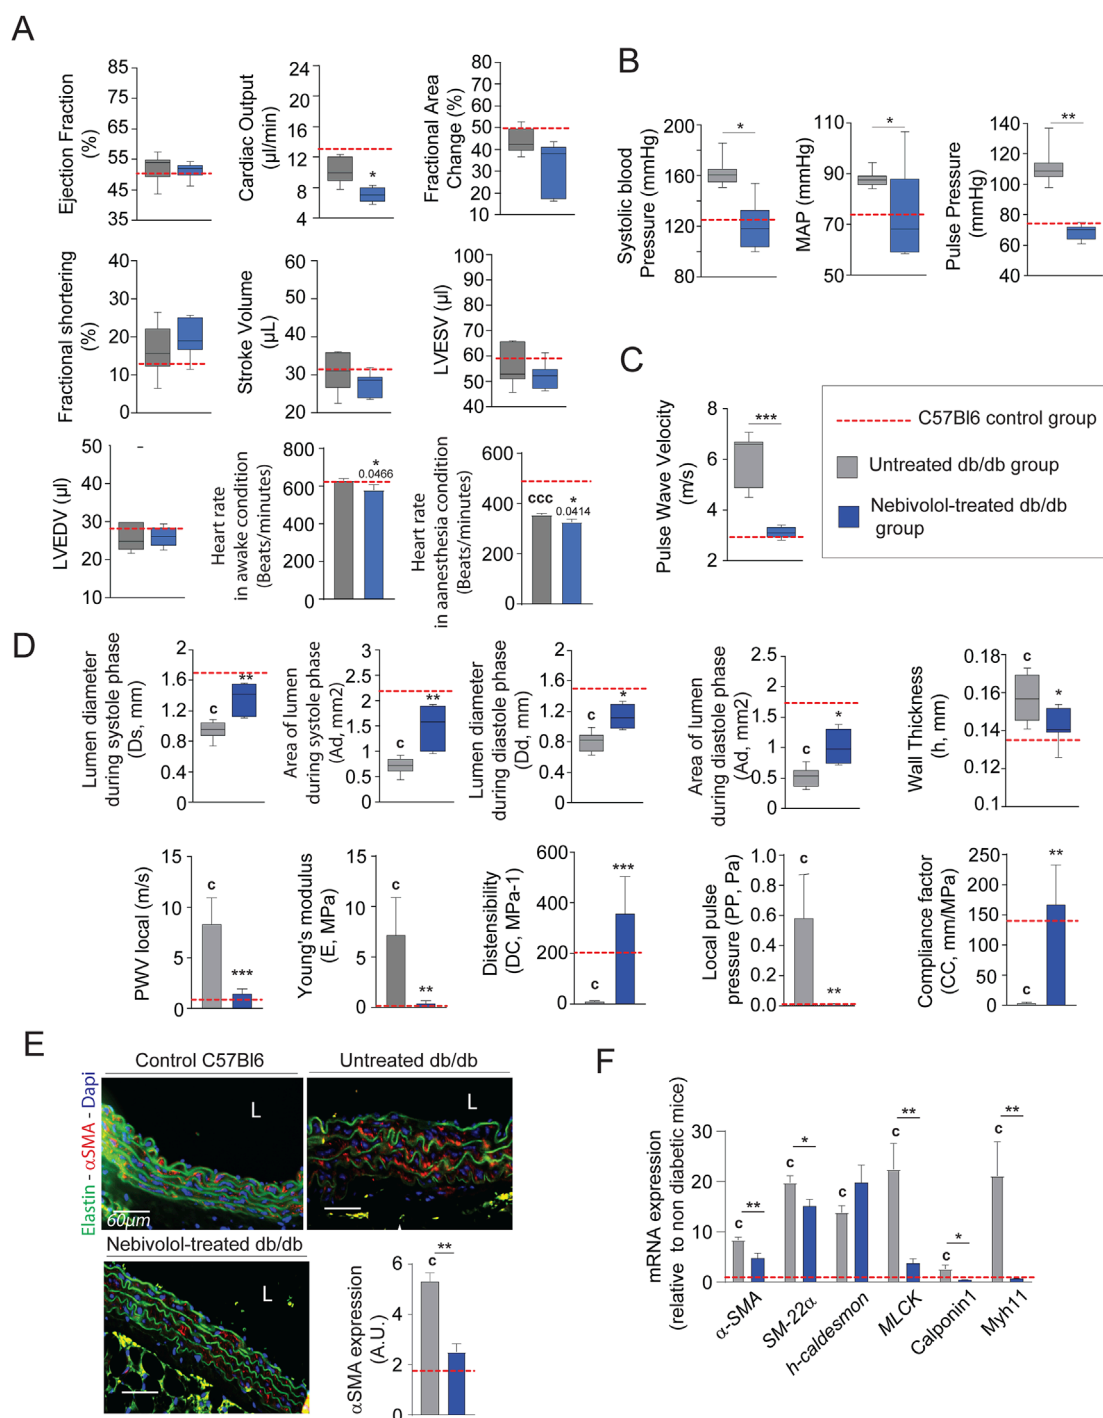 A
Ejection Fraction
(%)
85
75
65
55
45
35
Cardiac Output
(µl/min)
24
20
16
12
8
4
*
Fractional Area
Change (%)
80
70
60
50
40
30
20
10
B
Systolic blood
Pressure (mmHg)
200
160
120
80
*
MAP (mmHg)
110
90
70
50
*
Pulse Pressure
(mmHg)
140
120
100
80
60
40
**
Fractional shortering
(%)
40
30
20
10
0
Stroke Volume
(µL)
60
50
40
30
20
LVESV (µl)
100
90
80
70
60
50
40
C
Pulse Wave Velocity
m/s)
8
6
4
2
***
C57Bl6 control group
Untreated db/db group
Nebivolol-treated db/db
group
LVEDV (µl)
50
40
30
20
10
Heart rate
in awake condition
(Beats/minutes)
800
600
400
200
0
*
0.0466
Heart rate
in aanesthesia condition
(Beats/minutes)
600
400
200
0
ccc
*
0.0414
D
Lumen diameter
during systole phase
(Ds, mm)
2
1.6
1.2
0.8
0.4
0
c
**
Area of lumen
during systole phase
(Ad, mm2)
3
2.5
2
1.5
1
0.5
0
c
**
Lumen diameter
during diastole phase
(Dd, mm)
2
1.6
1.2
0.8
0.4
0
c
*
Area of lumen
during diastole phase
(Ad, mm2)
2.5
2
1.5
1
0.5
0
c
*
Wall Thickness
(h, mm)
0.18
0.16
0.14
0.12
0.1
c
*
PWV local (m/s)
15
10
5
0
c
***
Young's modulus
(E, MPa)
15
10
5
0
c
**
Distensibility
(DC, MPa-1)
600
400
200
0
c
***
Local pulse
pressure (PP, Pa)
1.0
0.8
0.6
0.4
0.2
0.0
c
**
Compliance factor
(CC, mm/MPa)
250
200
150
100
50
0
c
**
E
Control C57Bl6
Untreated db/db
Elastin - αSMA - Dapi
L
60µm
L
Nebivolol-treated db/db
L
αSMA expression
(A.U.)
6
4
2
0
c
**
F
mRNA expression
(relative to non diabetic mice)
30
20
10
0
c
**
c
*
c
c
**
c
*
c
**
α-SMA
SM-22α
h-caldesmon
MLCK
Calponin1
Myh11